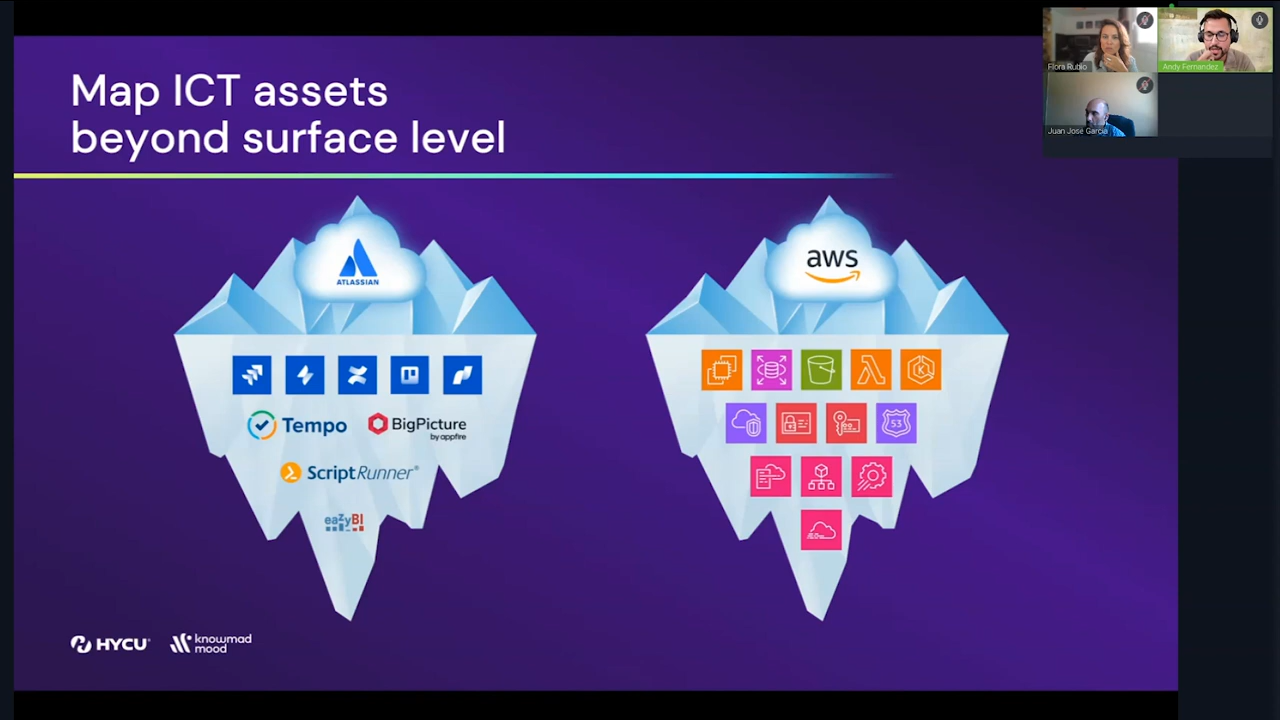 Map ICT assets
beyond surface level
Flora Rubio
Andy Fernandez
Juan Jose Garcia
ATLASSIAN
aws
Tempo
BigPicture
by appfire
ScriptRunner®
eaZyBI
K
53
HYCU®
knowmad
mood